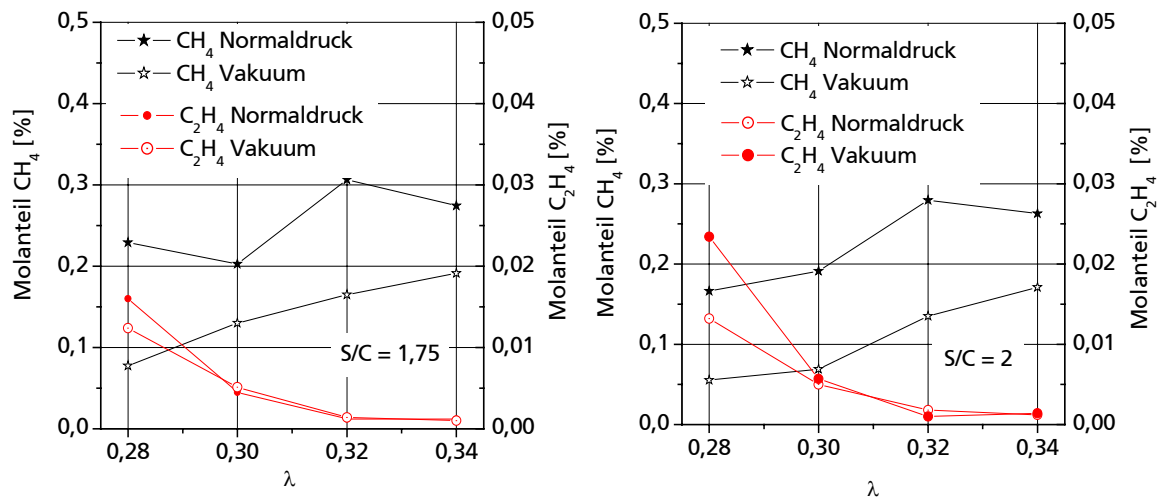 0,5
0,4
0,3
0,2
0,1
0,0
Molanteil CH4 [%]
CH4 Normaldruck
CH4 Vakuum
C2H4 Normaldruck
C2H4 Vakuum
S/C = 1,75
0,28
0,30
0,32
0,34
λ
0,05
0,04
0,03
0,02
0,01
0,00
Molanteil C2H4 [%]
0,5
0,4
0,3
0,2
0,1
0,0
Molanteil CH4 [%]
CH4 Normaldruck
CH4 Vakuum
C2H4 Normaldruck
C2H4 Vakuum
S/C = 2
0,28
0,30
0,32
0,34
λ
0,05
0,04
0,03
0,02
0,01
0,00
Molanteil C2H4 [%]